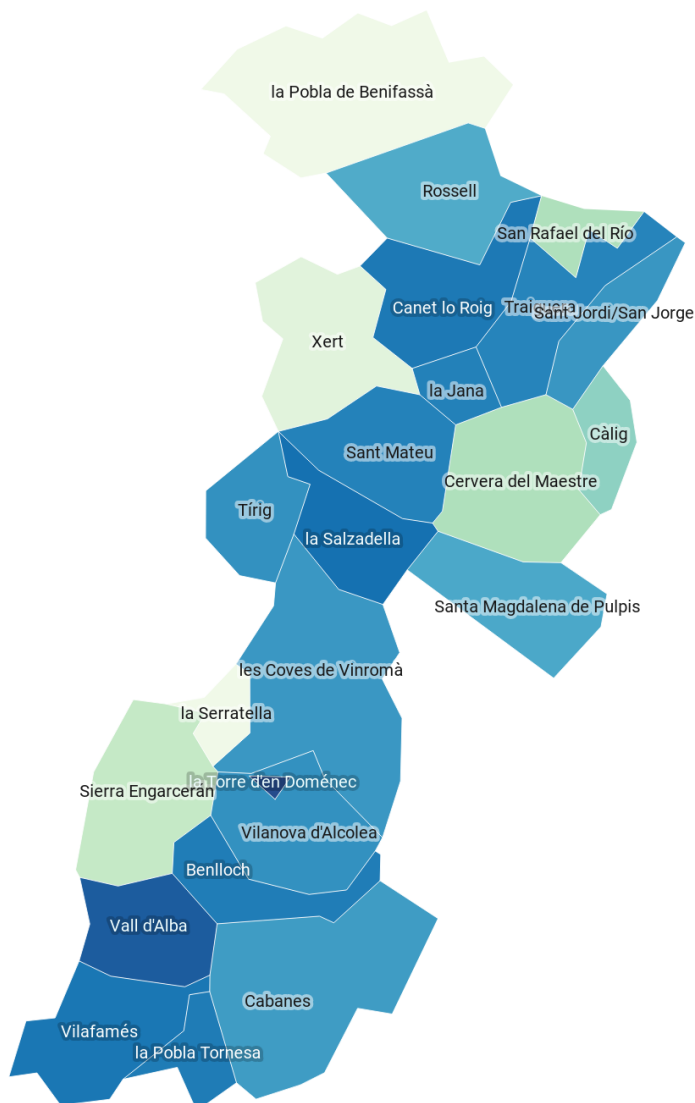 la Pobla de Benifassà
Rossell
San Rafael del Río
Canet lo Roig
Traiguera
Sant Jordi/San Jorge
Xert
la Jana
Càlig
Sant Mateu
Cervera del Maestre
Tírig
la Salzadella
Santa Magdalena de Pulpis
les Coves de Vinromà
la Serratella
la Torre d'en Doménec
Sierra Engarcerán
Vilanova d'Alcolea
Benlloch
Vall d'Alba
Cabanes
Vilafamés
la Pobla Tornesa